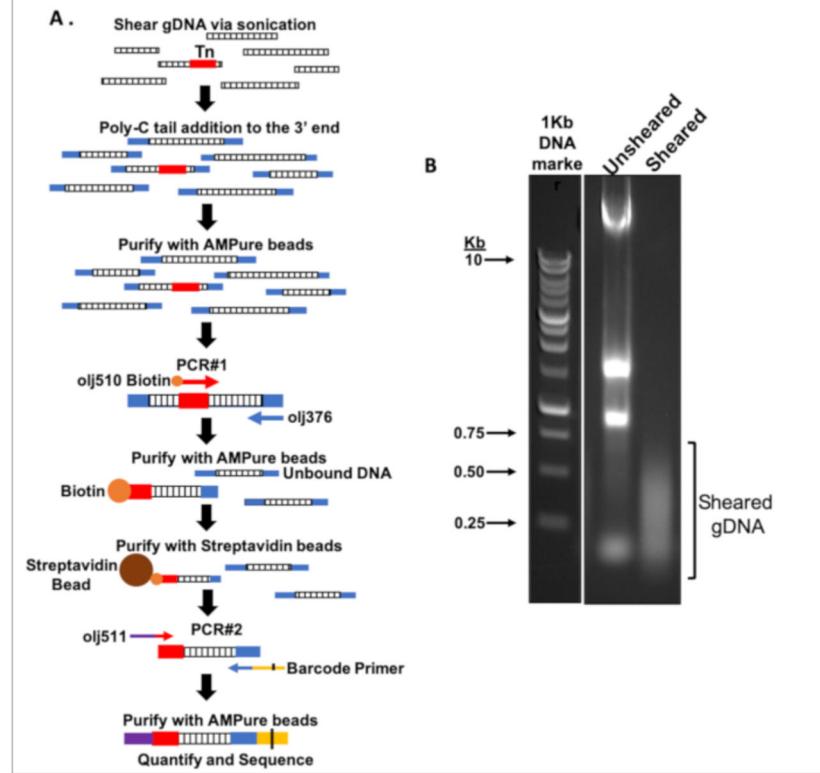 A.
Shear gDNA via sonication
Tn
Poly-C tail addition to the 3' end
Purify with AMPure beads
PCR#1
olj510 Biotin
olj376
Purify with AMPure beads
Unbound DNA
Biotin
Purify with Streptavidin beads
Streptavidin
Bead
PCR#2
olj511
Barcode Primer
Purify with AMPure beads
Quantify and Sequence
B
1Kb
DNA
marke
r
Unsheared
Sheared
Kb
10
0.75
0.50
0.25
Sheared
gDNA